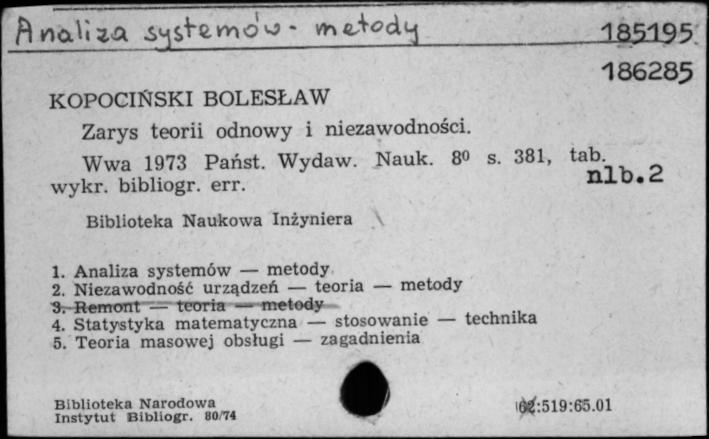 Analiza systemów - metody 185195
186285
KOPOCIŃSKI BOLESŁAW
Zarys teorii odnowy i niezawodności.
Wwa 1973 Państ. Wydaw. Nauk. 8⁰ s. 381, tab.
wykr. bibliogr. err. nlb.2
Biblioteka Naukowa Inżyniera
1. Analiza systemów — metody
2. Niezawodność urządzeń — teoria — metody
3. Remont — teoria — metody
4. Statystyka matematyczna — stosowanie — technika
5. Teoria masowej obsługi — zagadnienia
Biblioteka Narodowa
Instytut Bibliogr. 80/74 62:519:65.01